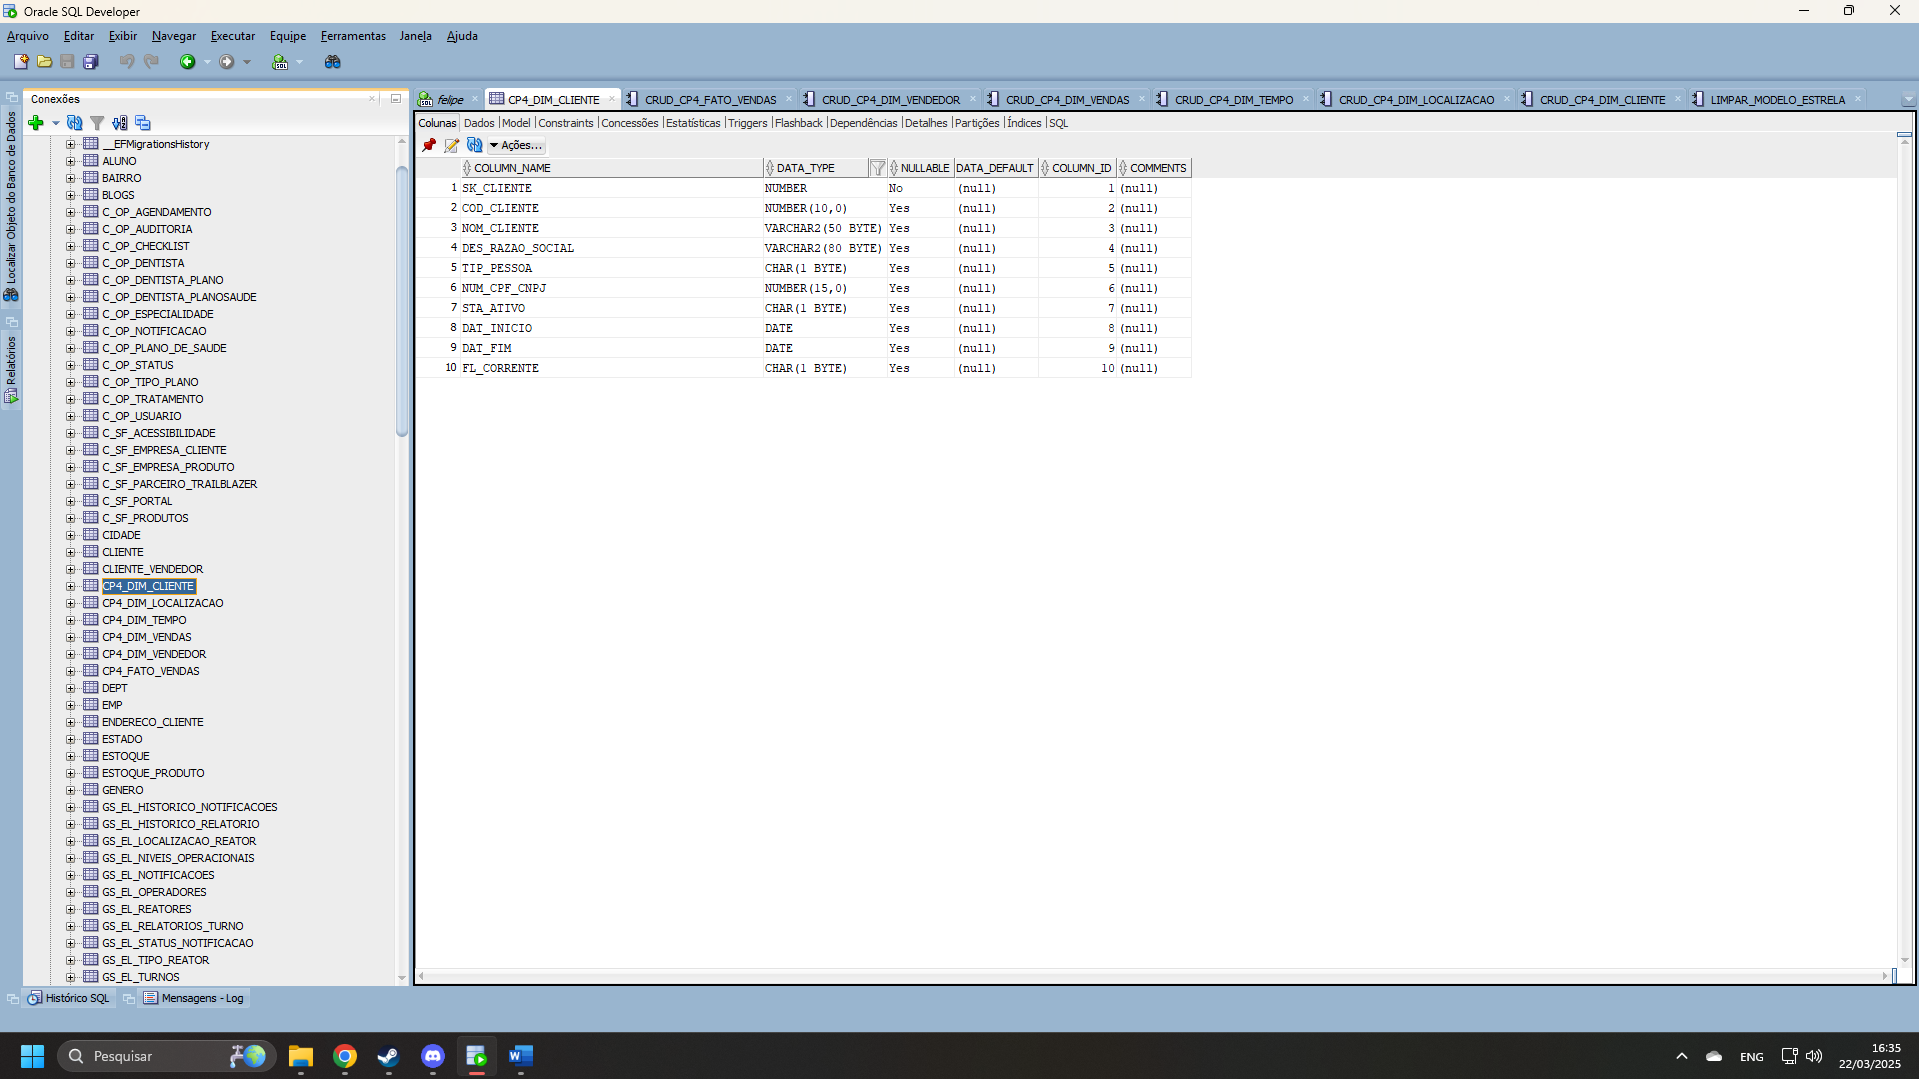 Oracle SQL Developer
Arquivo Editar Exibir Navegar Executar Equipe Ferramentas Janela Ajuda
Localizar Objeto do Banco de Dados
Relatórios
Conexões
__EFMigrationsHistory
ALUNO
BAIRRO
BLOGS
C_OP_AGENDAMENTO
C_OP_AUDITORIA
C_OP_CHECKLIST
C_OP_DENTISTA
C_OP_DENTISTA_PLANO
C_OP_DENTISTA_PLANOSAUDE
C_OP_ESPECIALIDADE
C_OP_NOTIFICACAO
C_OP_PLANO_DE_SAUDE
C_OP_STATUS
C_OP_TIPO_PLANO
C_OP_TRATAMENTO
C_OP_USUARIO
C_SF_ACESSIBILIDADE
C_SF_EMPRESA_CLIENTE
C_SF_EMPRESA_PRODUTO
C_SF_PARCEIRO_TRAILBLAZER
C_SF_PORTAL
C_SF_PRODUTOS
CIDADE
CLIENTE
CLIENTE_VENDEDOR
CP4_DIM_CLIENTE
CP4_DIM_LOCALIZACAO
CP4_DIM_TEMPO
CP4_DIM_VENDAS
CP4_DIM_VENDEDOR
CP4_FATO_VENDAS
DEPT
EMP
ENDERECO_CLIENTE
ESTADO
ESTOQUE
ESTOQUE_PRODUTO
GENERO
GS_EL_HISTORICO_NOTIFICACOES
GS_EL_HISTORICO_RELATORIO
GS_EL_LOCALIZACAO_REATOR
GS_EL_NIVEIS_OPERACIONAIS
GS_EL_NOTIFICACOES
GS_EL_OPERADORES
GS_EL_REATORES
GS_EL_RELATORIOS_TURNO
GS_EL_STATUS_NOTIFICACAO
GS_EL_TIPO_REATOR
GS_EL_TURNOS
felipe CP4_DIM_CLIENTE CRUD_CP4_FATO_VENDAS CRUD_CP4_DIM_VENDEDOR CRUD_CP4_DIM_VENDAS CRUD_CP4_DIM_TEMPO CRUD_CP4_DIM_LOCALIZACAO CRUD_CP4_DIM_CLIENTE LIMPAR_MODELO_ESTRELA
Colunas Dados Model Constraints Concessões Estatísticas Triggers Flashback Dependências Detalhes Partições Índices SQL
Ações...
COLUMN_NAME DATA_TYPE NULLABLE DATA_DEFAULT COLUMN_ID COMMENTS
1 SK_CLIENTE NUMBER No (null) 1 (null)
2 COD_CLIENTE NUMBER(10,0) Yes (null) 2 (null)
3 NOM_CLIENTE VARCHAR2(50 BYTE) Yes (null) 3 (null)
4 DES_RAZAO_SOCIAL VARCHAR2(80 BYTE) Yes (null) 4 (null)
5 TIP_PESSOA CHAR(1 BYTE) Yes (null) 5 (null)
6 NUM_CPF_CNPJ NUMBER(15,0) Yes (null) 6 (null)
7 STA_ATIVO CHAR(1 BYTE) Yes (null) 7 (null)
8 DAT_INICIO DATE Yes (null) 8 (null)
9 DAT_FIM DATE Yes (null) 9 (null)
10 FL_CORRENTE CHAR(1 BYTE) Yes (null) 10 (null)
Histórico SQL Mensagens - Log
Pesquisar
ENG
16:35
22/03/2025